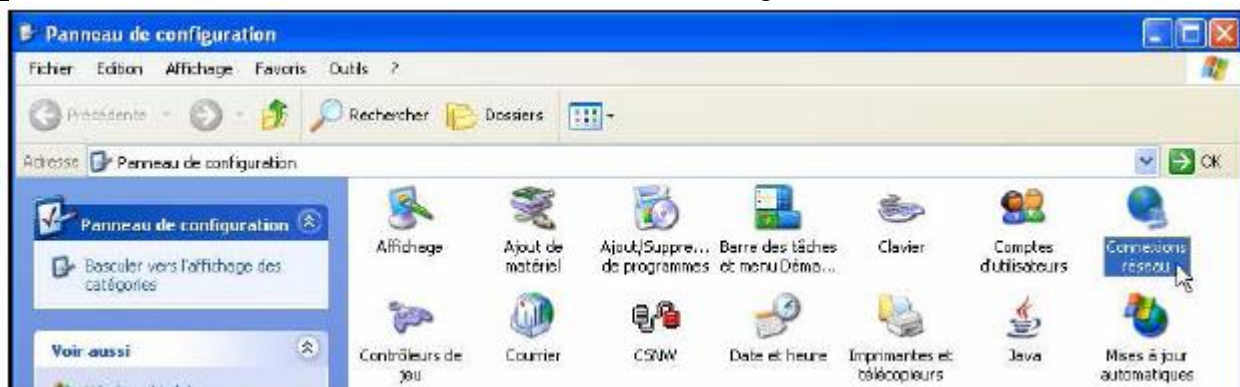 Panneau de configuration
Fichier Edition Affichage Favoris Outils ?
Précédente Rechercher Dossiers
Adresse Panneau de configuration OK
Panneau de configuration
Basculer vers l'affichage des
catégories
Voir aussi
Affichage
Ajout de
matériel
Ajout/Suppre...
de programmes
Barre des tâches
et menu Déma...
Clavier
Comptes
d'utilisateurs
Connexions
réseau
Contrôleurs de
jeu
Courrier
CSNW
Date et heure
Imprimantes et
télécopieurs
Java
Mises à jour
automatiques